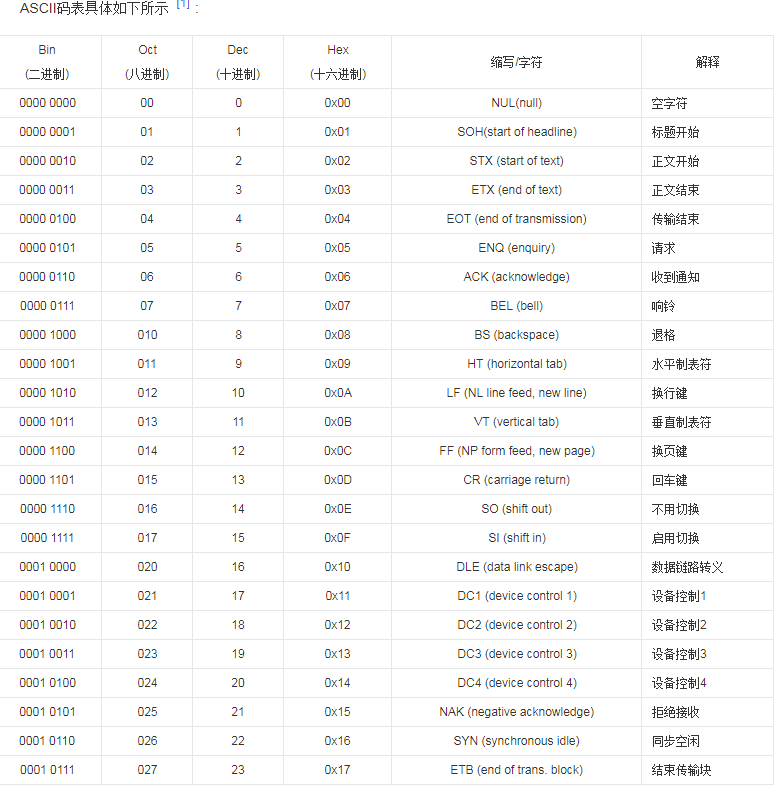 ASCII码表具体如下所示 [1] :
Bin Oct Dec Hex 缩写/字符 解释
(二进制) (八进制) (十进制) (十六进制)
0000 0000 00 0 0x00 NUL(null) 空字符
0000 0001 01 1 0x01 SOH(start of headline) 标题开始
0000 0010 02 2 0x02 STX (start of text) 正文开始
0000 0011 03 3 0x03 ETX (end of text) 正文结束
0000 0100 04 4 0x04 EOT (end of transmission) 传输结束
0000 0101 05 5 0x05 ENQ (enquiry) 请求
0000 0110 06 6 0x06 ACK (acknowledge) 收到通知
0000 0111 07 7 0x07 BEL (bell) 响铃
0000 1000 010 8 0x08 BS (backspace) 退格
0000 1001 011 9 0x09 HT (horizontal tab) 水平制表符
0000 1010 012 10 0x0A LF (NL line feed, new line) 换行键
0000 1011 013 11 0x0B VT (vertical tab) 垂直制表符
0000 1100 014 12 0x0C FF (NP form feed, new page) 换页键
0000 1101 015 13 0x0D CR (carriage return) 回车键
0000 1110 016 14 0x0E SO (shift out) 不用切换
0000 1111 017 15 0x0F SI (shift in) 启用切换
0001 0000 020 16 0x10 DLE (data link escape) 数据链路转义
0001 0001 021 17 0x11 DC1 (device control 1) 设备控制1
0001 0010 022 18 0x12 DC2 (device control 2) 设备控制2
0001 0011 023 19 0x13 DC3 (device control 3) 设备控制3
0001 0100 024 20 0x14 DC4 (device control 4) 设备控制4
0001 0101 025 21 0x15 NAK (negative acknowledge) 拒绝接收
0001 0110 026 22 0x16 SYN (synchronous idle) 同步空闲
0001 0111 027 23 0x17 ETB (end of trans. block) 结束传输块